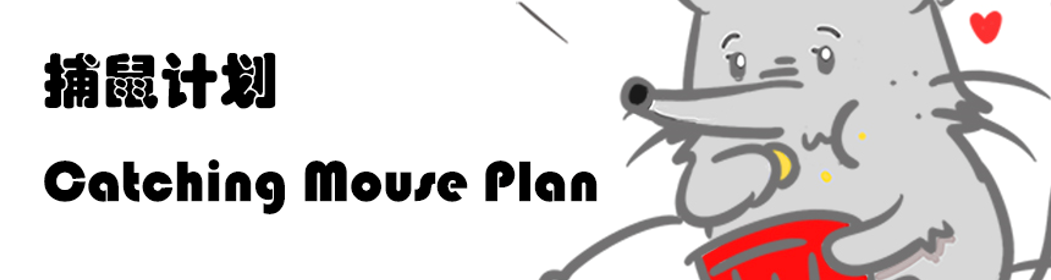 捕鼠计划
Catching Mouse Plan